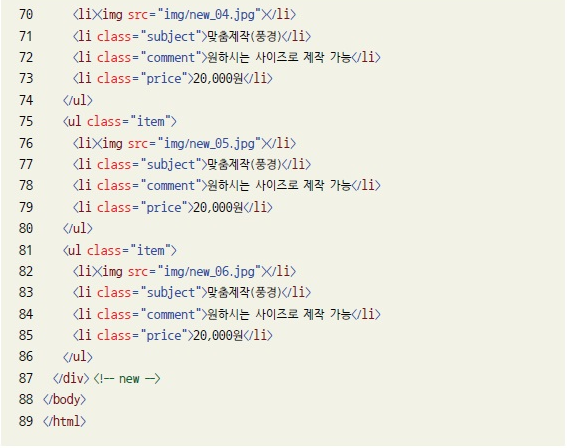 70 <li><img src="img/new_04.jpg"></li>
71 <li class="subject">맞춤제작(풍경)</li>
72 <li class="comment">원하시는 사이즈로 제작 가능</li>
73 <li class="price">20,000원</li>
74 </ul>
75 <ul class="item">
76 <li><img src="img/new_05.jpg"></li>
77 <li class="subject">맞춤제작(풍경)</li>
78 <li class="comment">원하시는 사이즈로 제작 가능</li>
79 <li class="price">20,000원</li>
80 </ul>
81 <ul class="item">
82 <li><img src="img/new_06.jpg"></li>
83 <li class="subject">맞춤제작(풍경)</li>
84 <li class="comment">원하시는 사이즈로 제작 가능</li>
85 <li class="price">20,000원</li>
86 </ul>
87 </div> <!-- new -->
88 </body>
89 </html>